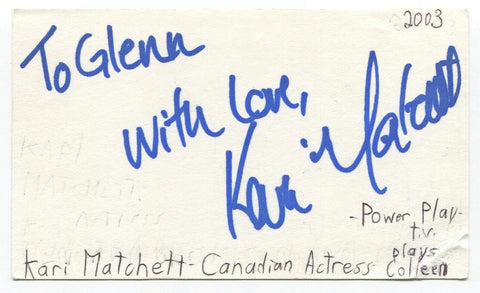 2003
To Glenn
With Love,
Kari Matchett
-Power Play-
t.v.
plays
Kari Matchett - Canadian Actress Colleen